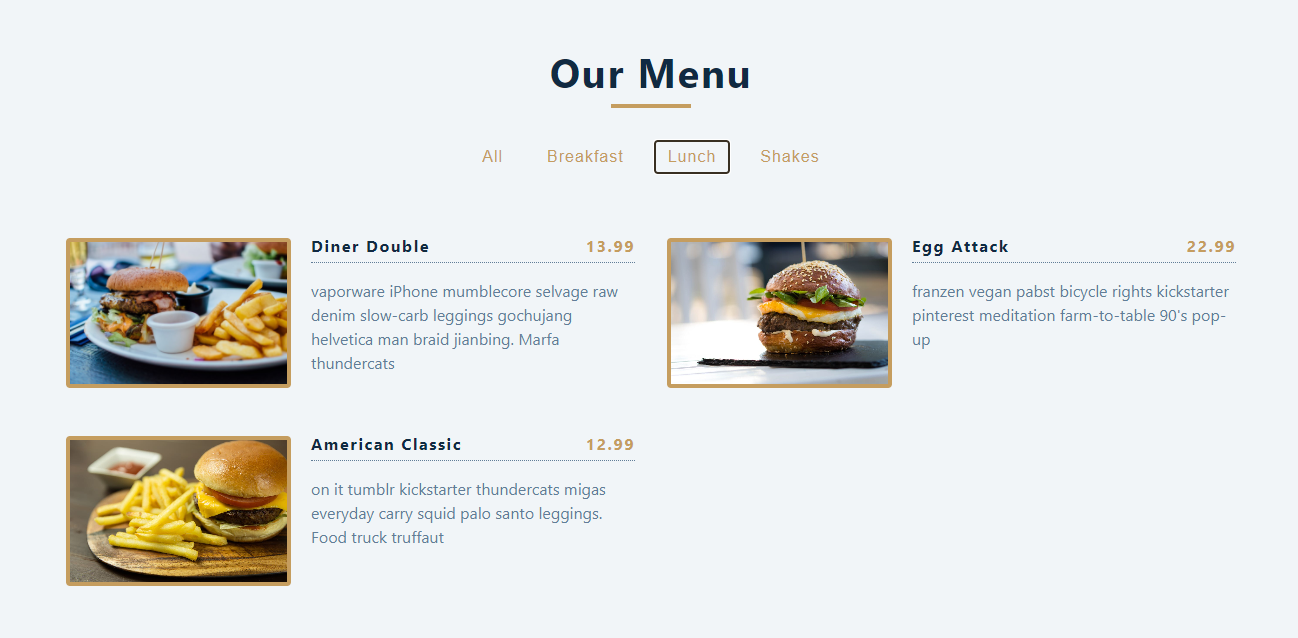 Our Menu
All Breakfast Lunch Shakes
Diner Double 13.99
vaporware iPhone mumblecore selvage raw
denim slow-carb leggings gochujang
helvetica man braid jianbing. Marfa
thundercats
Egg Attack 22.99
franzen vegan pabst bicycle rights kickstarter
pinterest meditation farm-to-table 90's pop-
up
American Classic 12.99
on it tumblr kickstarter thundercats migas
everyday carry squid palo santo leggings.
Food truck truffaut